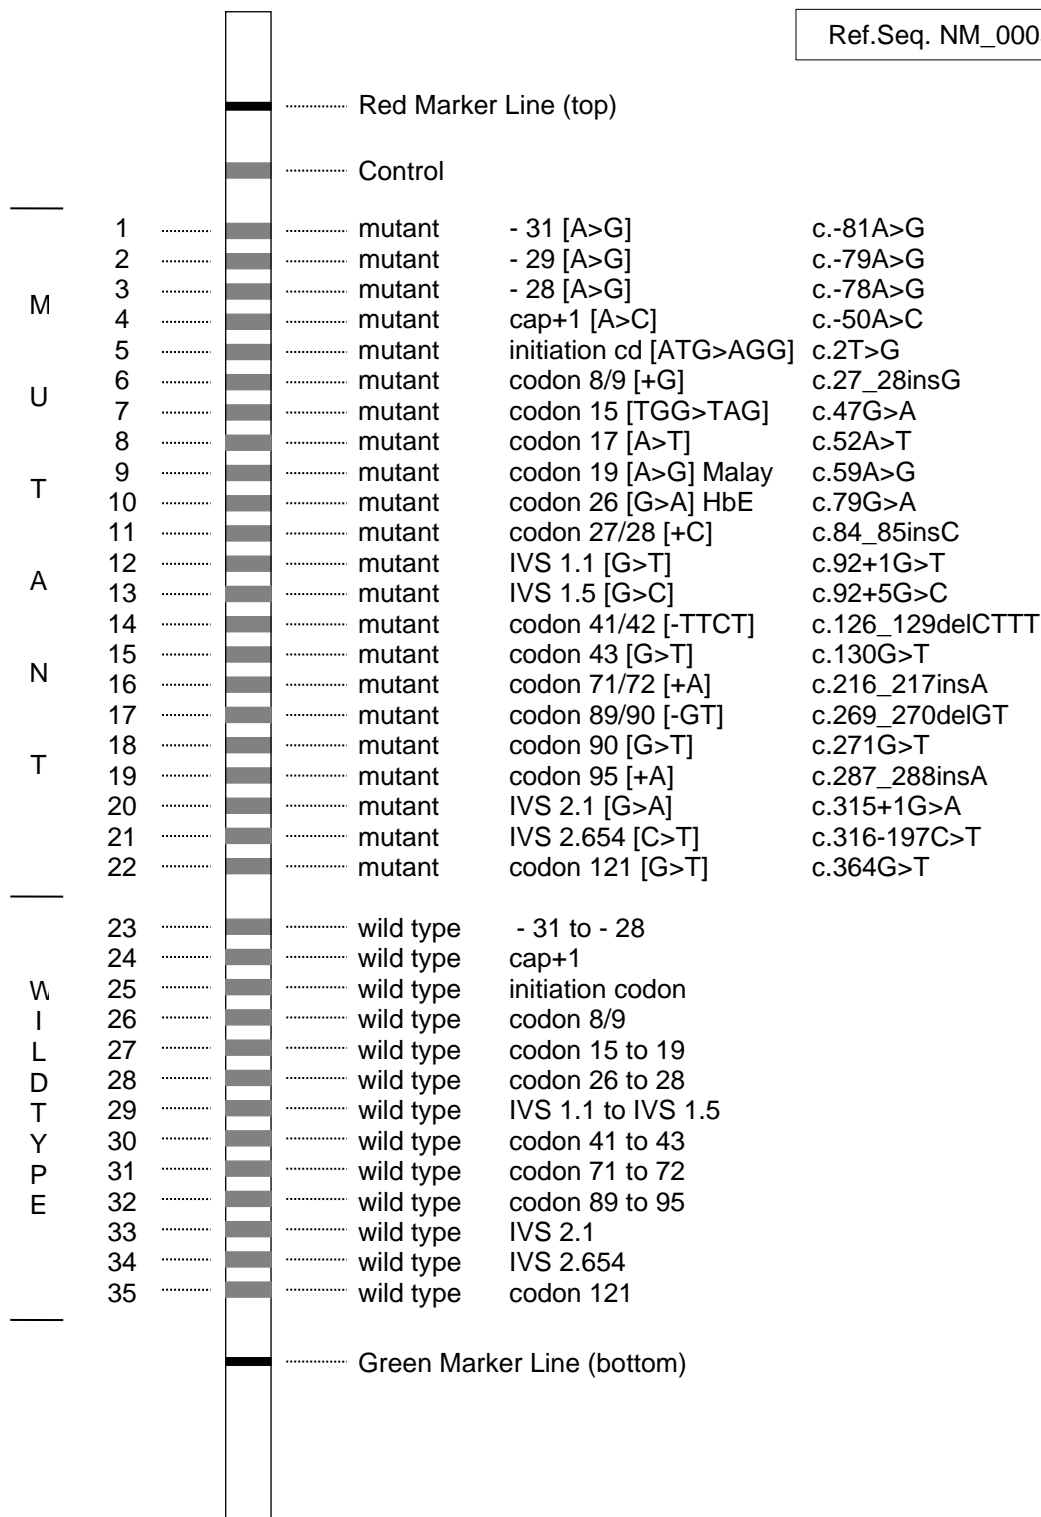 Ref.Seq. NM_000
Red Marker Line (top)
Control
1 mutant - 31 [A>G] c.-81A>G
2 mutant - 29 [A>G] c.-79A>G
3 mutant - 28 [A>G] c.-78A>G
4 mutant cap+1 [A>C] c.-50A>C
5 mutant initiation cd [ATG>AGG] c.2T>G
6 mutant codon 8/9 [+G] c.27_28insG
7 mutant codon 15 [TGG>TAG] c.47G>A
8 mutant codon 17 [A>T] c.52A>T
9 mutant codon 19 [A>G] Malay c.59A>G
10 mutant codon 26 [G>A] HbE c.79G>A
11 mutant codon 27/28 [+C] c.84_85insC
12 mutant IVS 1.1 [G>T] c.92+1G>T
13 mutant IVS 1.5 [G>C] c.92+5G>C
14 mutant codon 41/42 [-TTCT] c.126_129delCTTT
15 mutant codon 43 [G>T] c.130G>T
16 mutant codon 71/72 [+A] c.216_217insA
17 mutant codon 89/90 [-GT] c.269_270delGT
18 mutant codon 90 [G>T] c.271G>T
19 mutant codon 95 [+A] c.287_288insA
20 mutant IVS 2.1 [G>A] c.315+1G>A
21 mutant IVS 2.654 [C>T] c.316-197C>T
22 mutant codon 121 [G>T] c.364G>T
M
U
T
A
N
T
23 wild type - 31 to - 28
24 wild type cap+1
25 wild type initiation codon
26 wild type codon 8/9
27 wild type codon 15 to 19
28 wild type codon 26 to 28
29 wild type IVS 1.1 to IVS 1.5
30 wild type codon 41 to 43
31 wild type codon 71 to 72
32 wild type codon 89 to 95
33 wild type IVS 2.1
34 wild type IVS 2.654
35 wild type codon 121
W
I
L
D
T
Y
P
E
Green Marker Line (bottom)